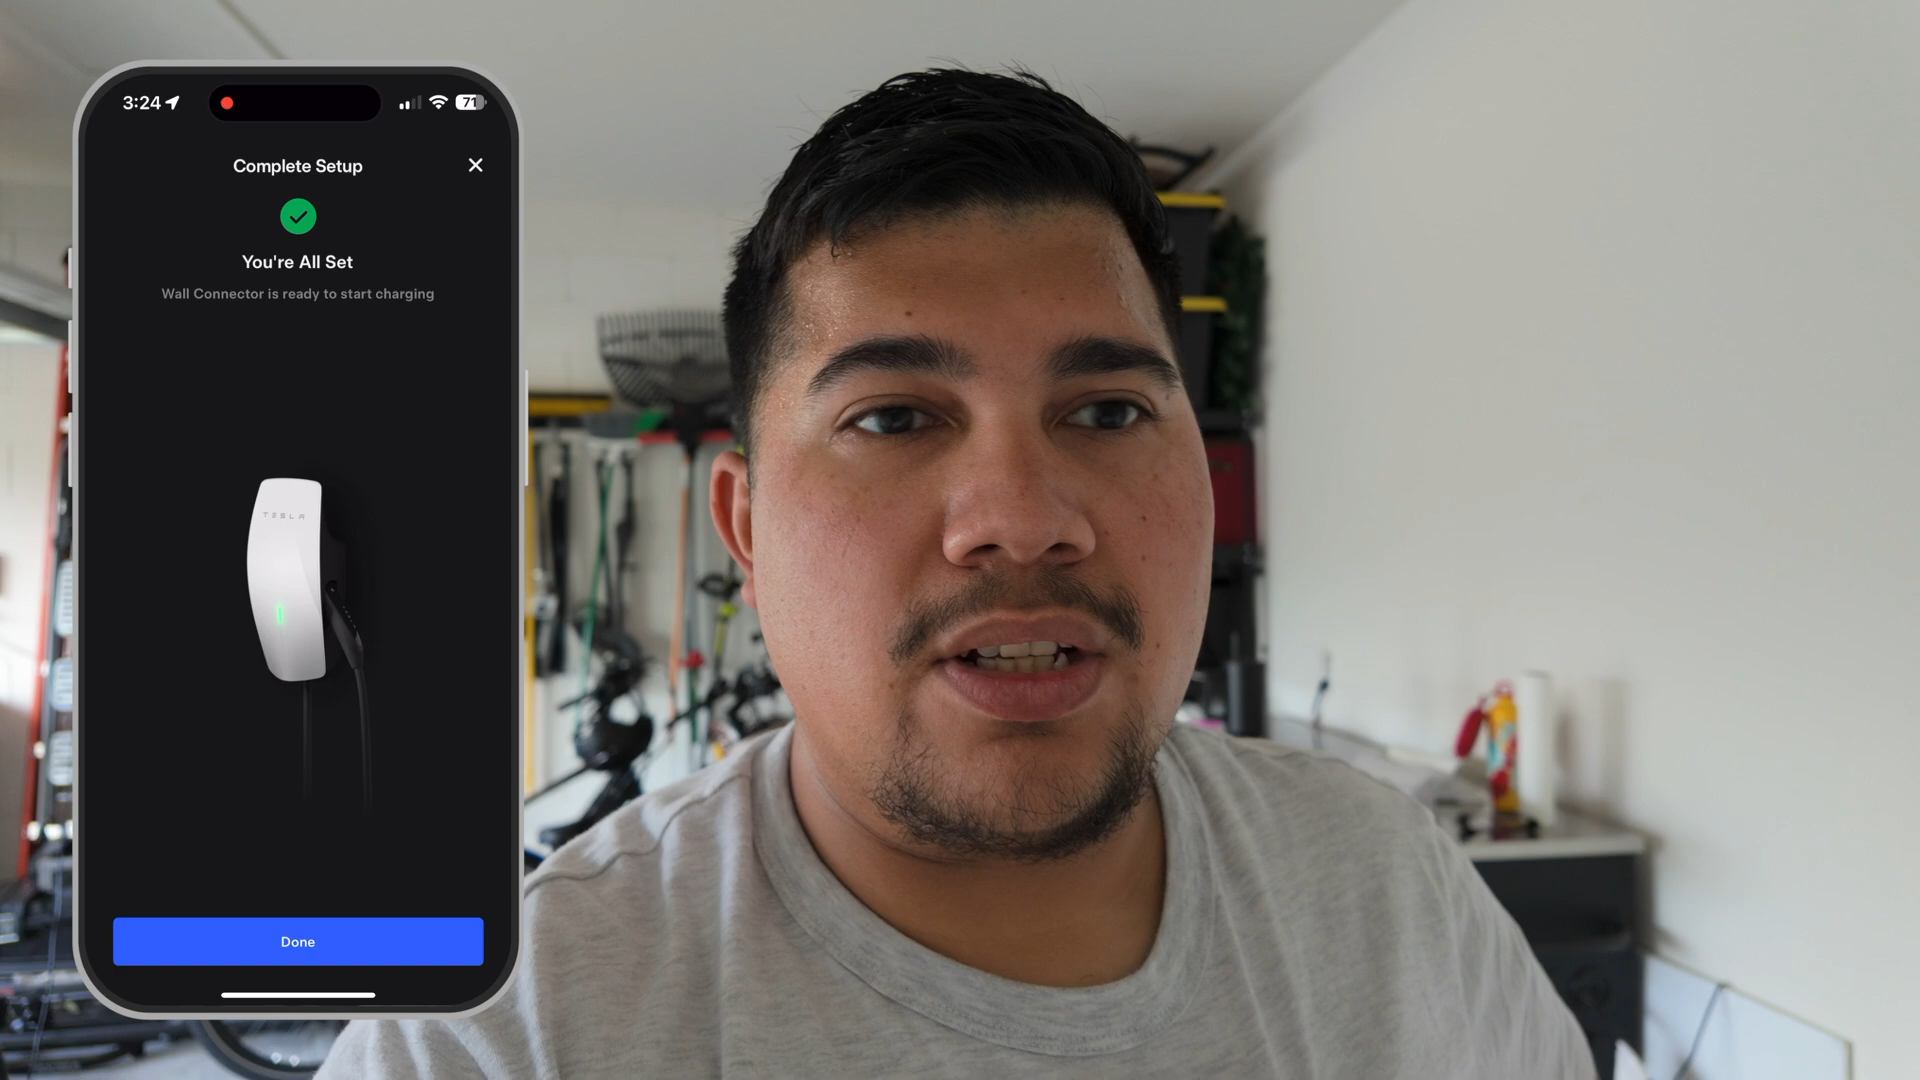 3:24
71
Complete Setup
You're All Set
Wall Connector is ready to start charging
TESLA
Done